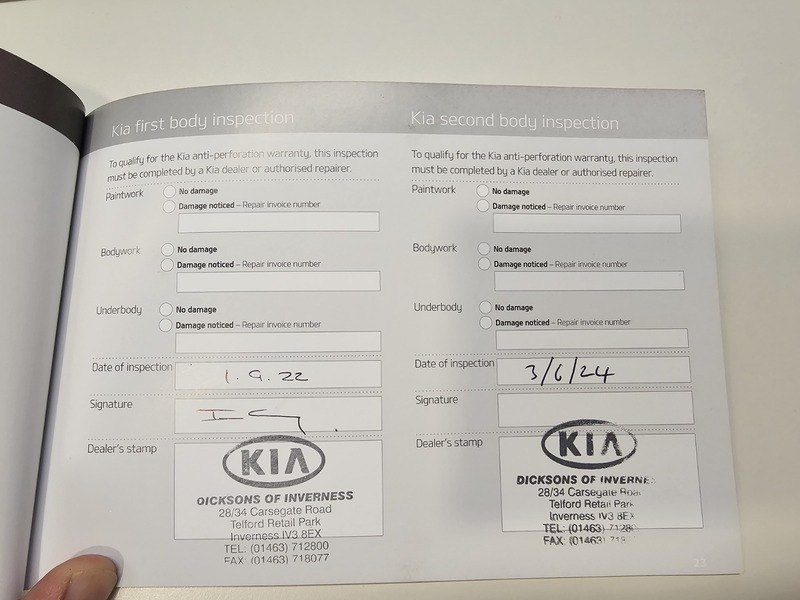 Kia first body inspection
To qualify for the Kia anti-perforation warranty, this inspection
must be completed by a Kia dealer or authorised repairer.
Paintwork
No damage
Damage noticed – Repair invoice number
Bodywork
No damage
Damage noticed – Repair invoice number
Underbody
No damage
Damage noticed – Repair invoice number
Date of inspection 1.9.22
Signature
Dealer's stamp
KIA
DICKSONS OF INVERNESS
28/34 Carsegate Road
Telford Retail Park
Inverness IV3 8EX
TEL: (01463) 712800
FAX: (01463) 718077
Kia second body inspection
To qualify for the Kia anti-perforation warranty, this inspection
must be completed by a Kia dealer or authorised repairer.
Paintwork
No damage
Damage noticed – Repair invoice number
Bodywork
No damage
Damage noticed – Repair invoice number
Underbody
No damage
Damage noticed – Repair invoice number
Date of inspection 3/6/24
Signature
Dealer's stamp
KIA
DICKSONS OF
28/34 Carsegate
Telford Retail
Inverness IV3 8EX
TEL: (01463)
FAX: (01463)
23